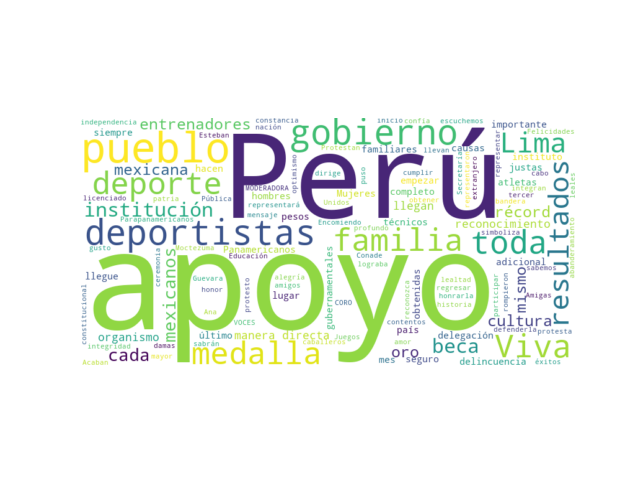 independencia
constancia
nación
inicio
confía
escuchemos
importante
Felicidades
entrenadores
siempre
Esteban
Protestan
gobierno
Perú
familiares
llevan
causas
Lima
representar
pueblo
mexicana
hacen
optimismo
dirige
puso
Mujeres
cumplir
empezar
completo
Secretaría
extranjero
instituto
justas
atletas
integran
cabo
tercer
deporte
MODERADORA
hombres
licenciado
patria
Pública
representará
Unidos
llegan
obtener
bandera
récord
institución
Parapanamericanos
mensaje
pesos
Encomiendo
profundo
técnicos
reconocimiento
simboliza
resultados
deportistas
familia
toda
gusto
Moctezuma
Panamericanos
Educación
Conade
lograba
adicional
sabemos
llegue
mexicanos
ceremonia
Guevara
honor
protesto
alegría
amigos
lugar
gubernamentales
apoyo
reconozca
obtenidas
lealtad
regresar
honrarla
historia
participar
rompieron
Amigas
mismo
constitucional
Ana
VOCES
CORO
contentos
país
delegación
cultura
defenderla
protesta
organismo
último
manera directa
Juegos
amor
integridad
damas
sabrán
caballeros
oro
beca
Viva
Acaban
cada
mayor
medalla
mes
seguro
delincuencia
éxitos